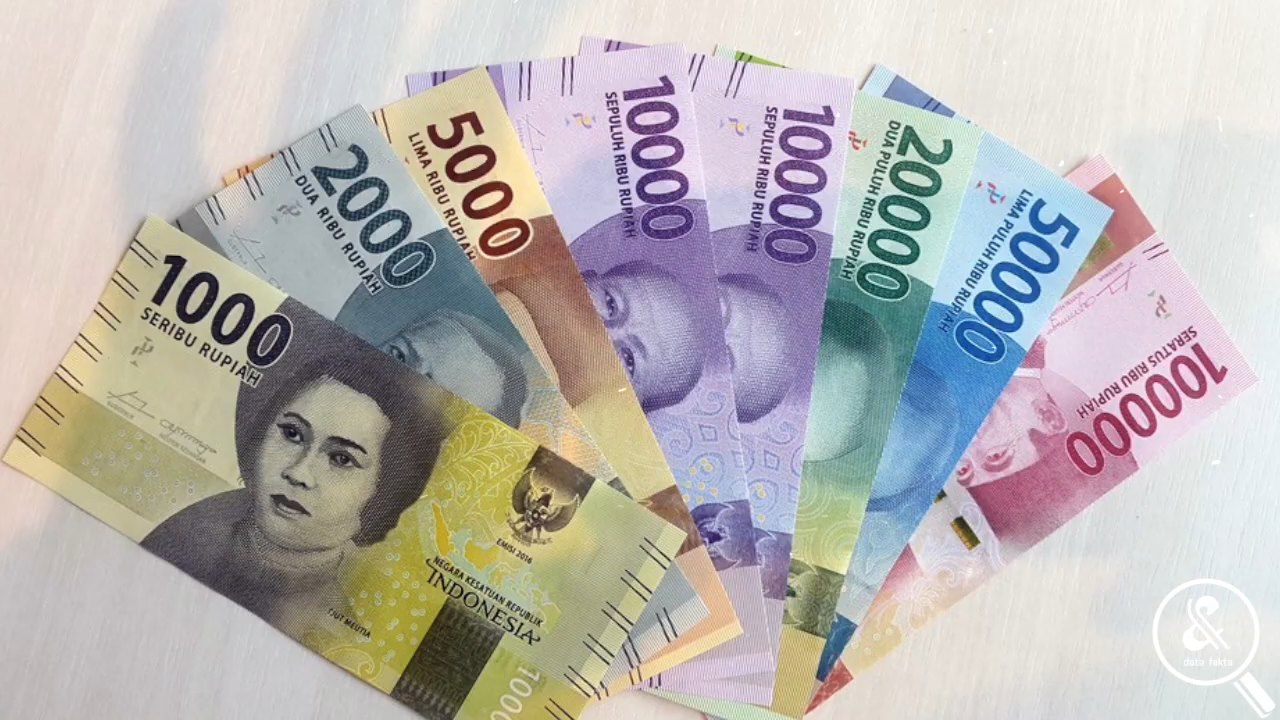 1000
SERIBU RUPIAH
TJUT MEUTIA
EMISI 2016
NEGARA KESATUAN REPUBLIK
INDONESIA
1000
2000
DUA RIBU RUPIAH
5000
LIMA RIBU RUPIAH
10000
SEPULUH RIBU RUPIAH
10000
SEPULUH RIBU RUPIAH
20000
DUA PULUH RIBU RUPIAH
50000
LIMA PULUH RIBU RUPIAH
100000
SERATUS RIBU RUPIAH
&
data fakta